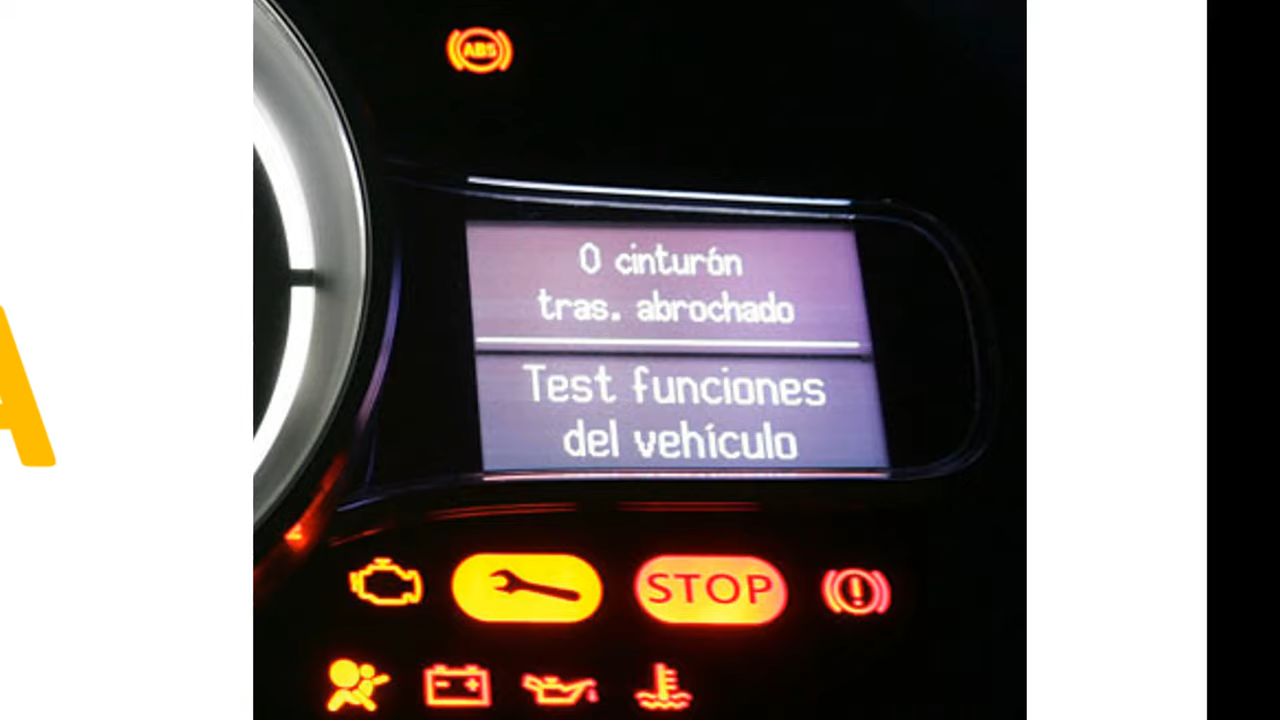 A
ABS
0 cinturón
tras. abrochado
Test funciones
del vehículo
STOP